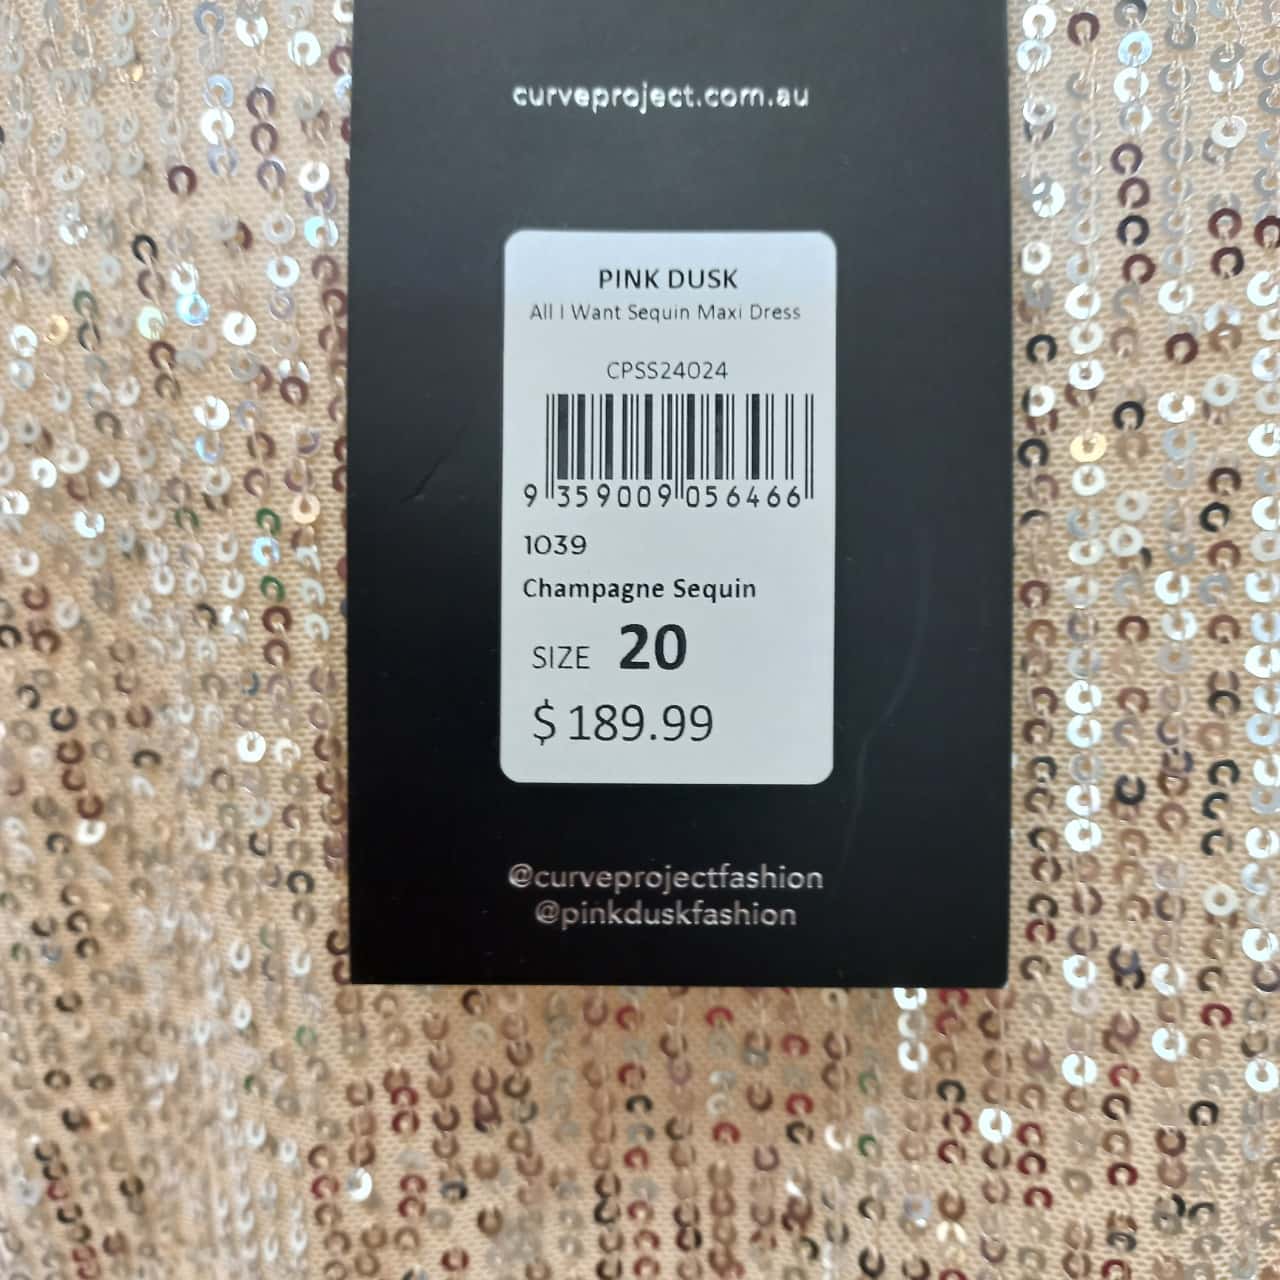 curveproject.com.au
PINK DUSK
All I Want Sequin Maxi Dress
CPSS24024
9 359009 056466
1039
Champagne Sequin
SIZE 20
$ 189.99
@curveprojectfashion
@pinkduskfashion